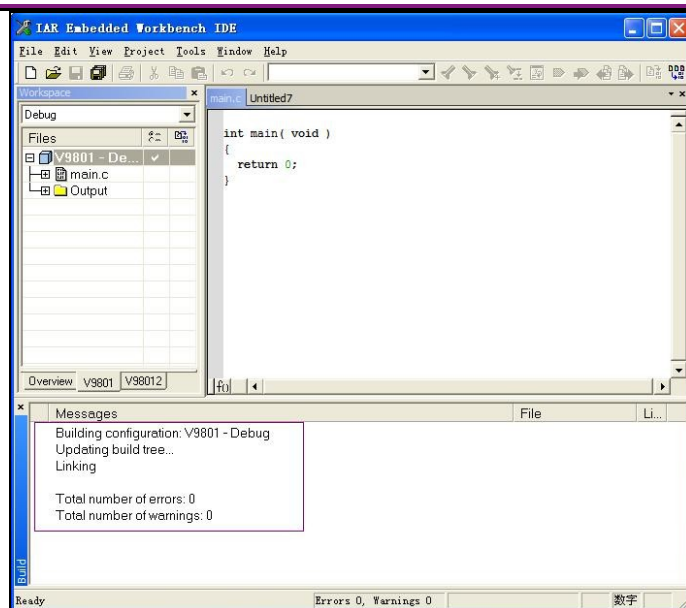 IAR Embedded Workbench IDE
File Edit View Project Tools Window Help
Workspace
Debug
Files
V9801 - De...
main.c
Output
Overview V9801 V98012
main.c Untitled7
int main( void )
{
return 0;
}
f()
Messages File Li...
Building configuration: V9801 - Debug
Updating build tree...
Linking
Total number of errors: 0
Total number of warnings: 0
Build
Ready Errors 0, Warnings 0 数字